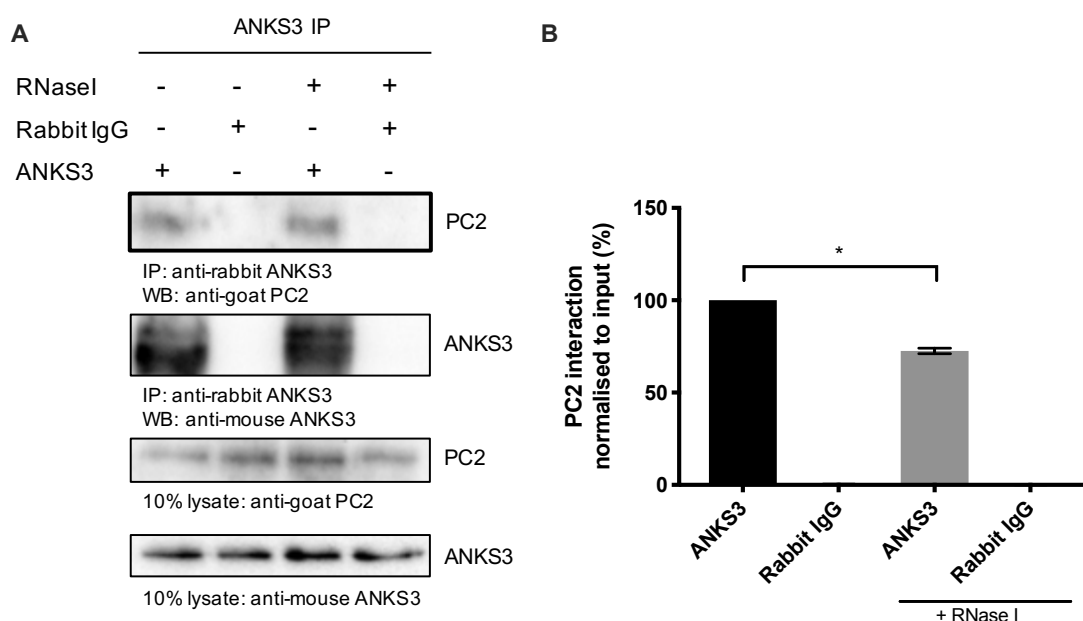 A
ANKS3 IP
RNaseI - - + +
Rabbit IgG - + - +
ANKS3 + - + -
PC2
IP: anti-rabbit ANKS3
WB: anti-goat PC2
ANKS3
IP: anti-rabbit ANKS3
WB: anti-mouse ANKS3
PC2
10% lysate: anti-goat PC2
ANKS3
10% lysate: anti-mouse ANKS3
B
PC2 interaction
normalised to input (%)
150
100
50
0
*
ANKS3
Rabbit IgG
ANKS3
Rabbit IgG
+ RNase I